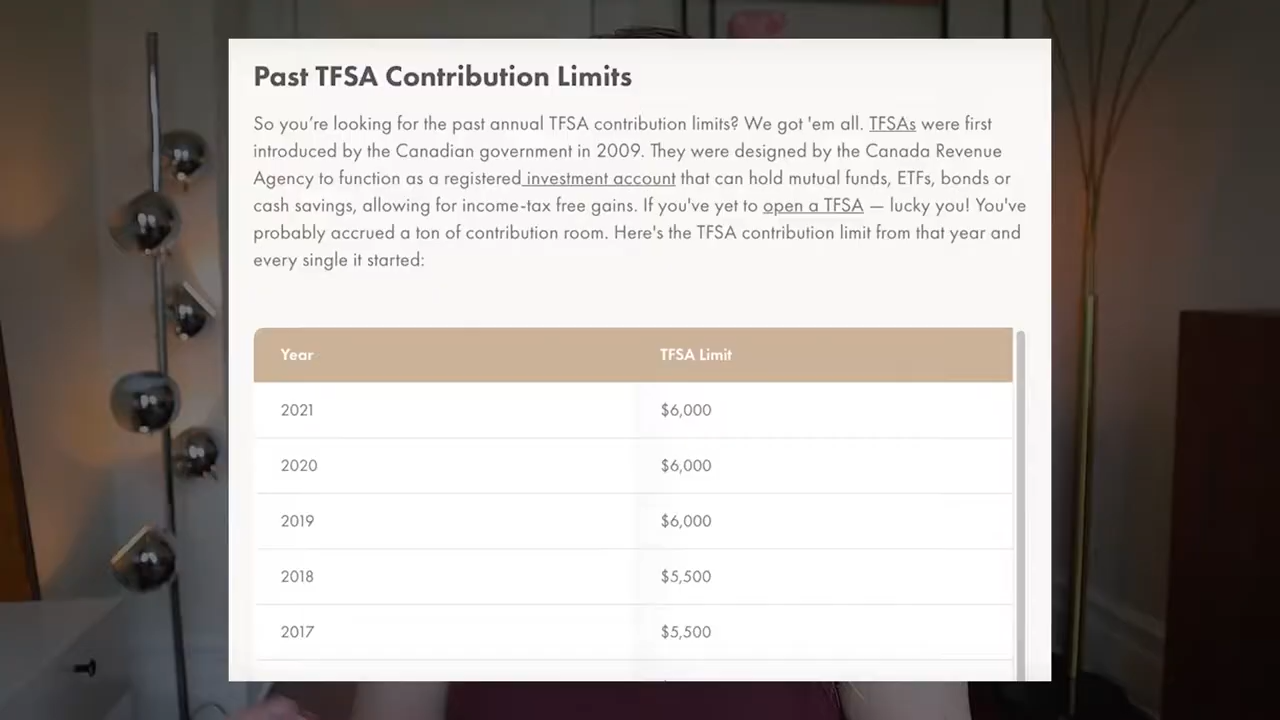 Past TFSA Contribution Limits
So you're looking for the past annual TFSA contribution limits? We got 'em all. TFSAs were first
introduced by the Canadian government in 2009. They were designed by the Canada Revenue
Agency to function as a registered investment account that can hold mutual funds, ETFs, bonds or
cash savings, allowing for income-tax free gains. If you've yet to open a TFSA — lucky you! You've
probably accrued a ton of contribution room. Here's the TFSA contribution limit from that year and
every single it started:
Year TFSA Limit
2021 $6,000
2020 $6,000
2019 $6,000
2018 $5,500
2017 $5,500